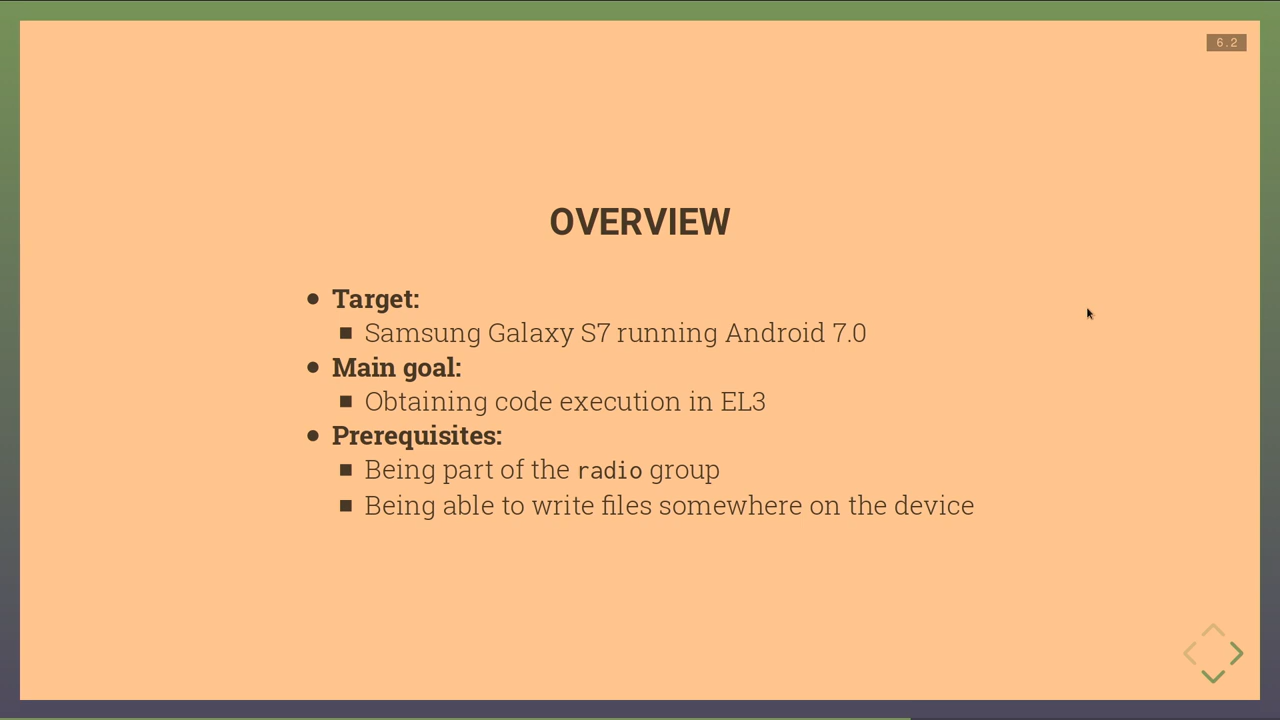 6.2
OVERVIEW
Target:
Samsung Galaxy S7 running Android 7.0
Main goal:
Obtaining code execution in EL3
Prerequisites:
Being part of the radio group
Being able to write files somewhere on the device